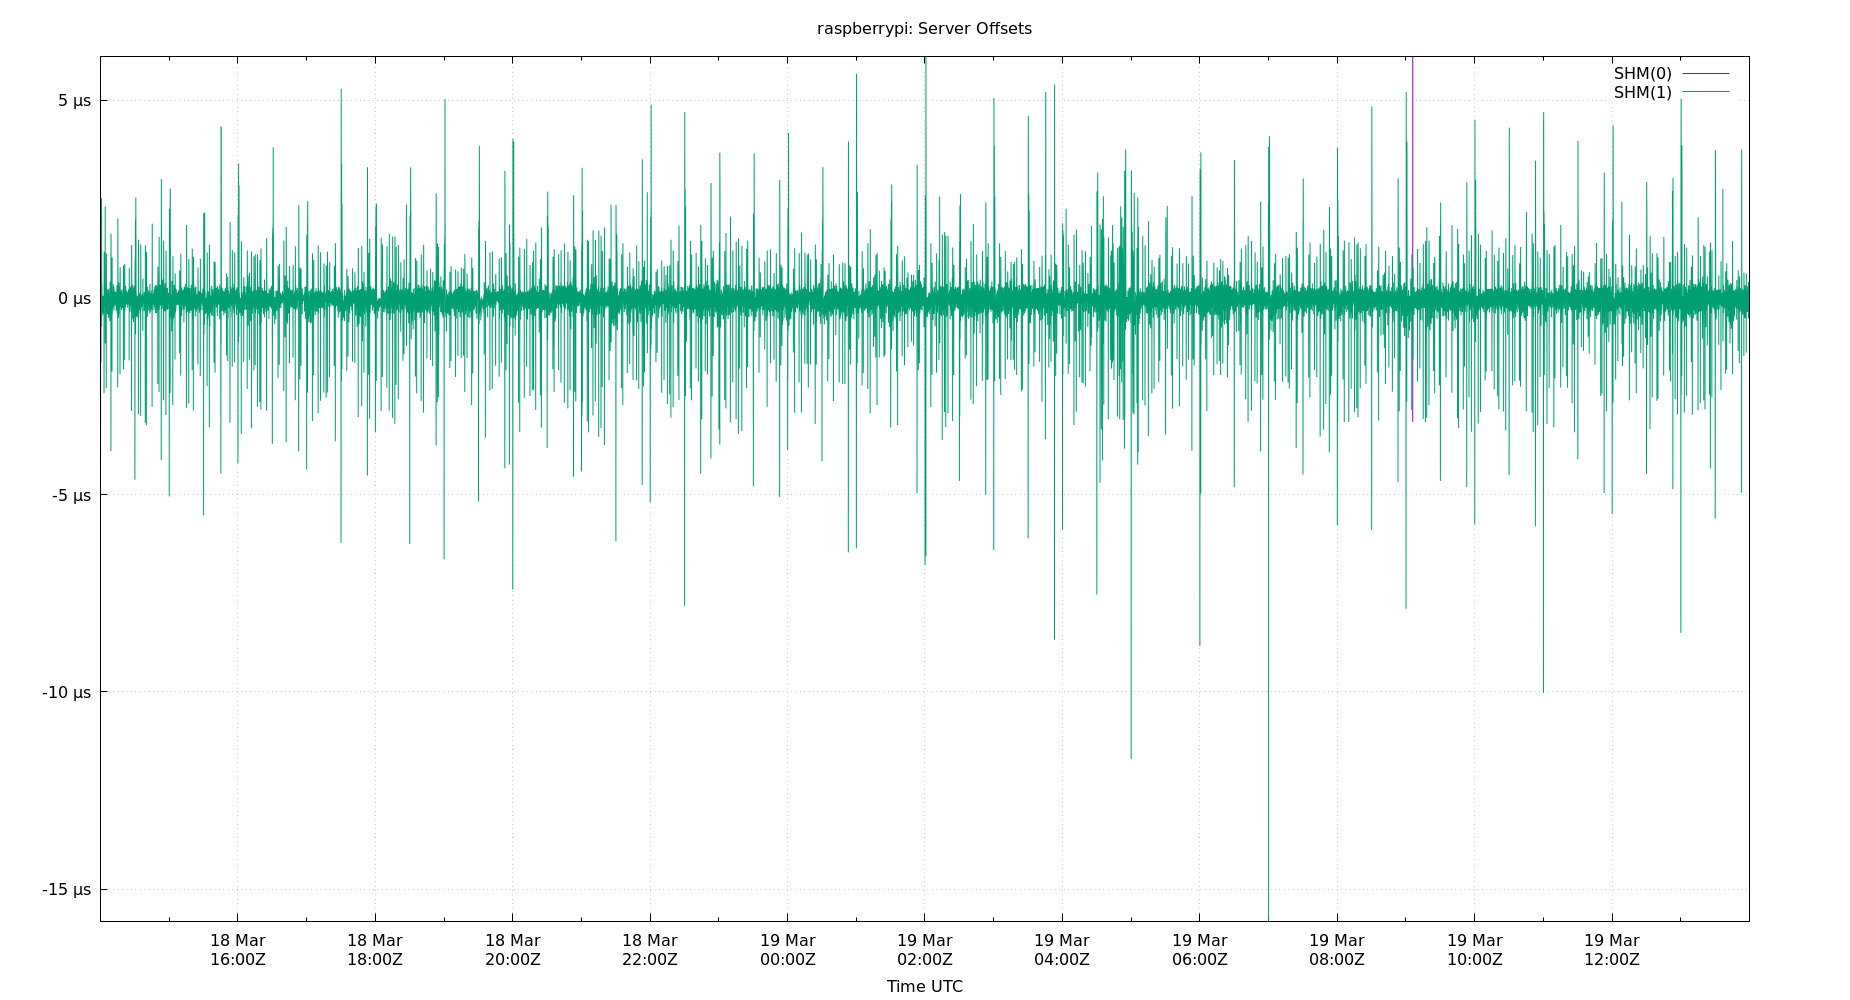 raspberrypi: Server Offsets
SHM(0)
SHM(1)
5 µs
0 µs
-5 µs
-10 µs
-15 µs
18 Mar 18 Mar 18 Mar 18 Mar 19 Mar 19 Mar 19 Mar 19 Mar 19 Mar 19 Mar 19 Mar
16:00Z 18:00Z 20:00Z 22:00Z 00:00Z 02:00Z 04:00Z 06:00Z 08:00Z 10:00Z 12:00Z
Time UTC